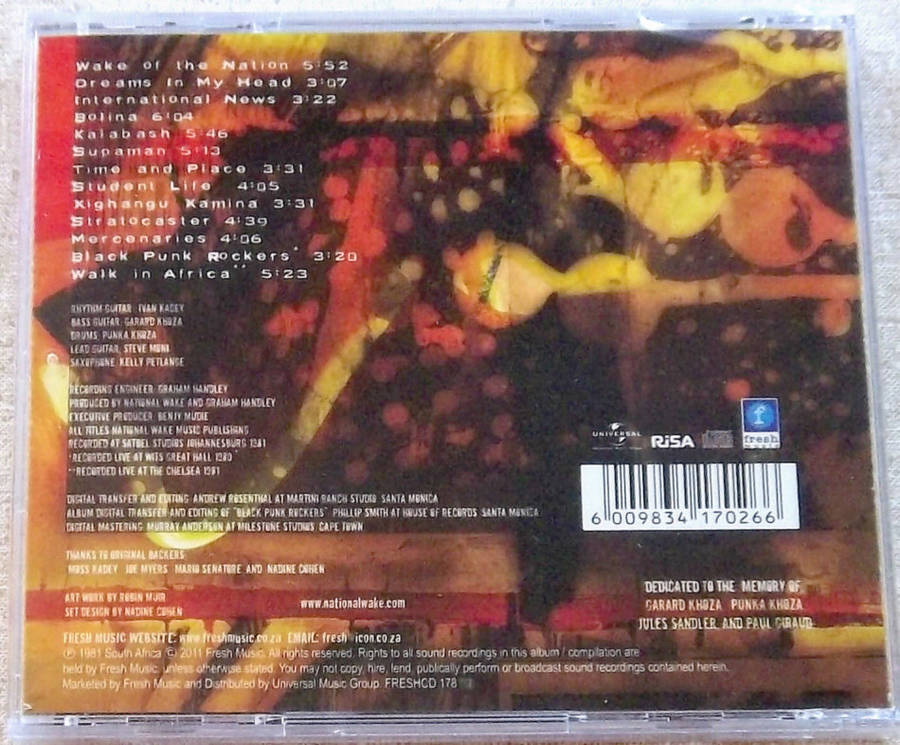 Wake of the Nation 5:52
Dreams In My Head 3:07
International News 3:22
Bolina 6:04
Kalabash 5:46
Supaman 5:13
Time and Place 3:31
Student Life 4:05
Xighangu Kamina 3:31
Stratocaster 4:39
Mercenaries 4:06
Black Punk Rockers* 3:20
Walk in Africa** 5:23
RHYTHM GUITAR: IVAN KADEY
BASS GUITAR: GARARD KHOZA
DRUMS: PUNKA KHOZA
LEAD GUITAR: STEVE MONI
SAXOPHONE: KELLY PETLANGE
RECORDING ENGINEER: GRAHAM HANDLEY
PRODUCED BY NATIONAL WAKE AND GRAHAM HANDLEY
EXECUTIVE PRODUCER: BENJY MUDIE
ALL TITLES NATIONAL WAKE MUSIC PUBLISHING
RECORDED AT SATBEL STUDIOS JOHANNESBURG 1981
*RECORDED LIVE AT WITS GREAT HALL 1980
**RECORDED LIVE AT THE CHELSEA 1981
DIGITAL TRANSFER AND EDITING: ANDREW ROSENTHAL AT MARTINI RANCH STUDIO, SANTA MONICA
ALBUM DIGITAL TRANSFER AND EDITING OF "BLACK PUNK ROCKERS": PHILLIP SMITH AT HOUSE OF RECORDS, SANTA MONICA
DIGITAL MASTERING: MURRAY ANDERSON AT MILESTONE STUDIOS, CAPE TOWN
THANKS TO ORIGINAL BACKERS:
MOSS KADEY JOE MYERS MARIO SENATORE AND NADINE COHEN
ART WORK BY ROBIN MUIR
SET DESIGN BY NADINE COHEN
www.nationalwake.com
UNIVERSAL
RiSA
fresh
music
6 009834 170266
DEDICATED TO THE MEMORY OF
GARARD KHOZA PUNKA KHOZA
JULES SANDLER AND PAUL GIRAUD
FRESH MUSIC WEBSITE: www.freshmusic.co.za EMAIL: fresh icon.co.za
℗ 1981 South Africa © 2011 Fresh Music. All rights reserved. Rights to all sound recordings in this album / compilation are
held by Fresh Music, unless otherwise stated. You may not copy, hire, lend, publically perform or broadcast sound recordings contained herein.
Marketed by Fresh Music and Distributed by Universal Music Group. FRESHCD 178